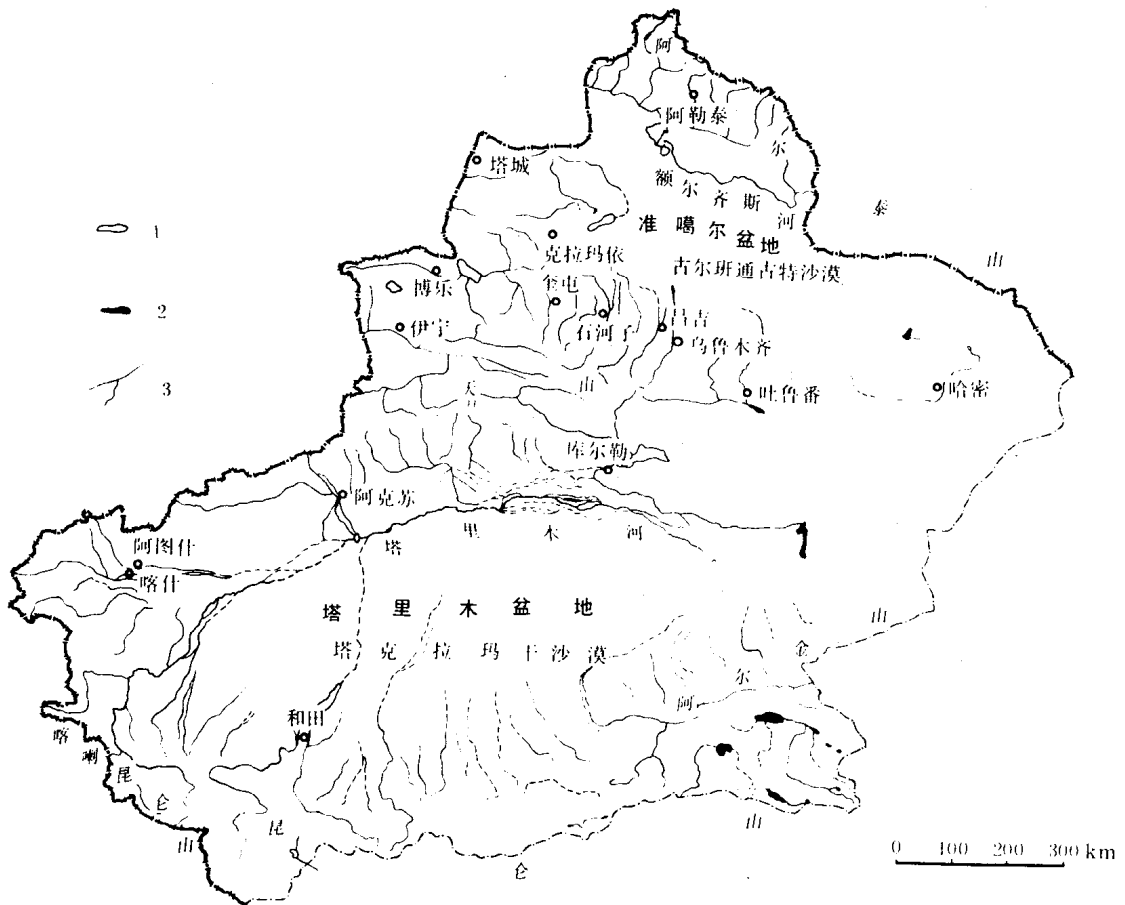 阿
阿勒泰
尔
泰
山
塔城
额尔齐斯河
准噶尔盆地
克拉玛依
古尔班通古特沙漠
1
博乐
奎屯
2
伊宁
石河子
昌吉
乌鲁木齐
3
天
山
吐鲁番
哈密
库尔勒
阿克苏
塔里木河
阿图什
喀什
塔里木盆地
塔克拉玛干沙漠
阿尔金山
和田
喀喇昆仑山
昆仑山
0 100 200 300 km